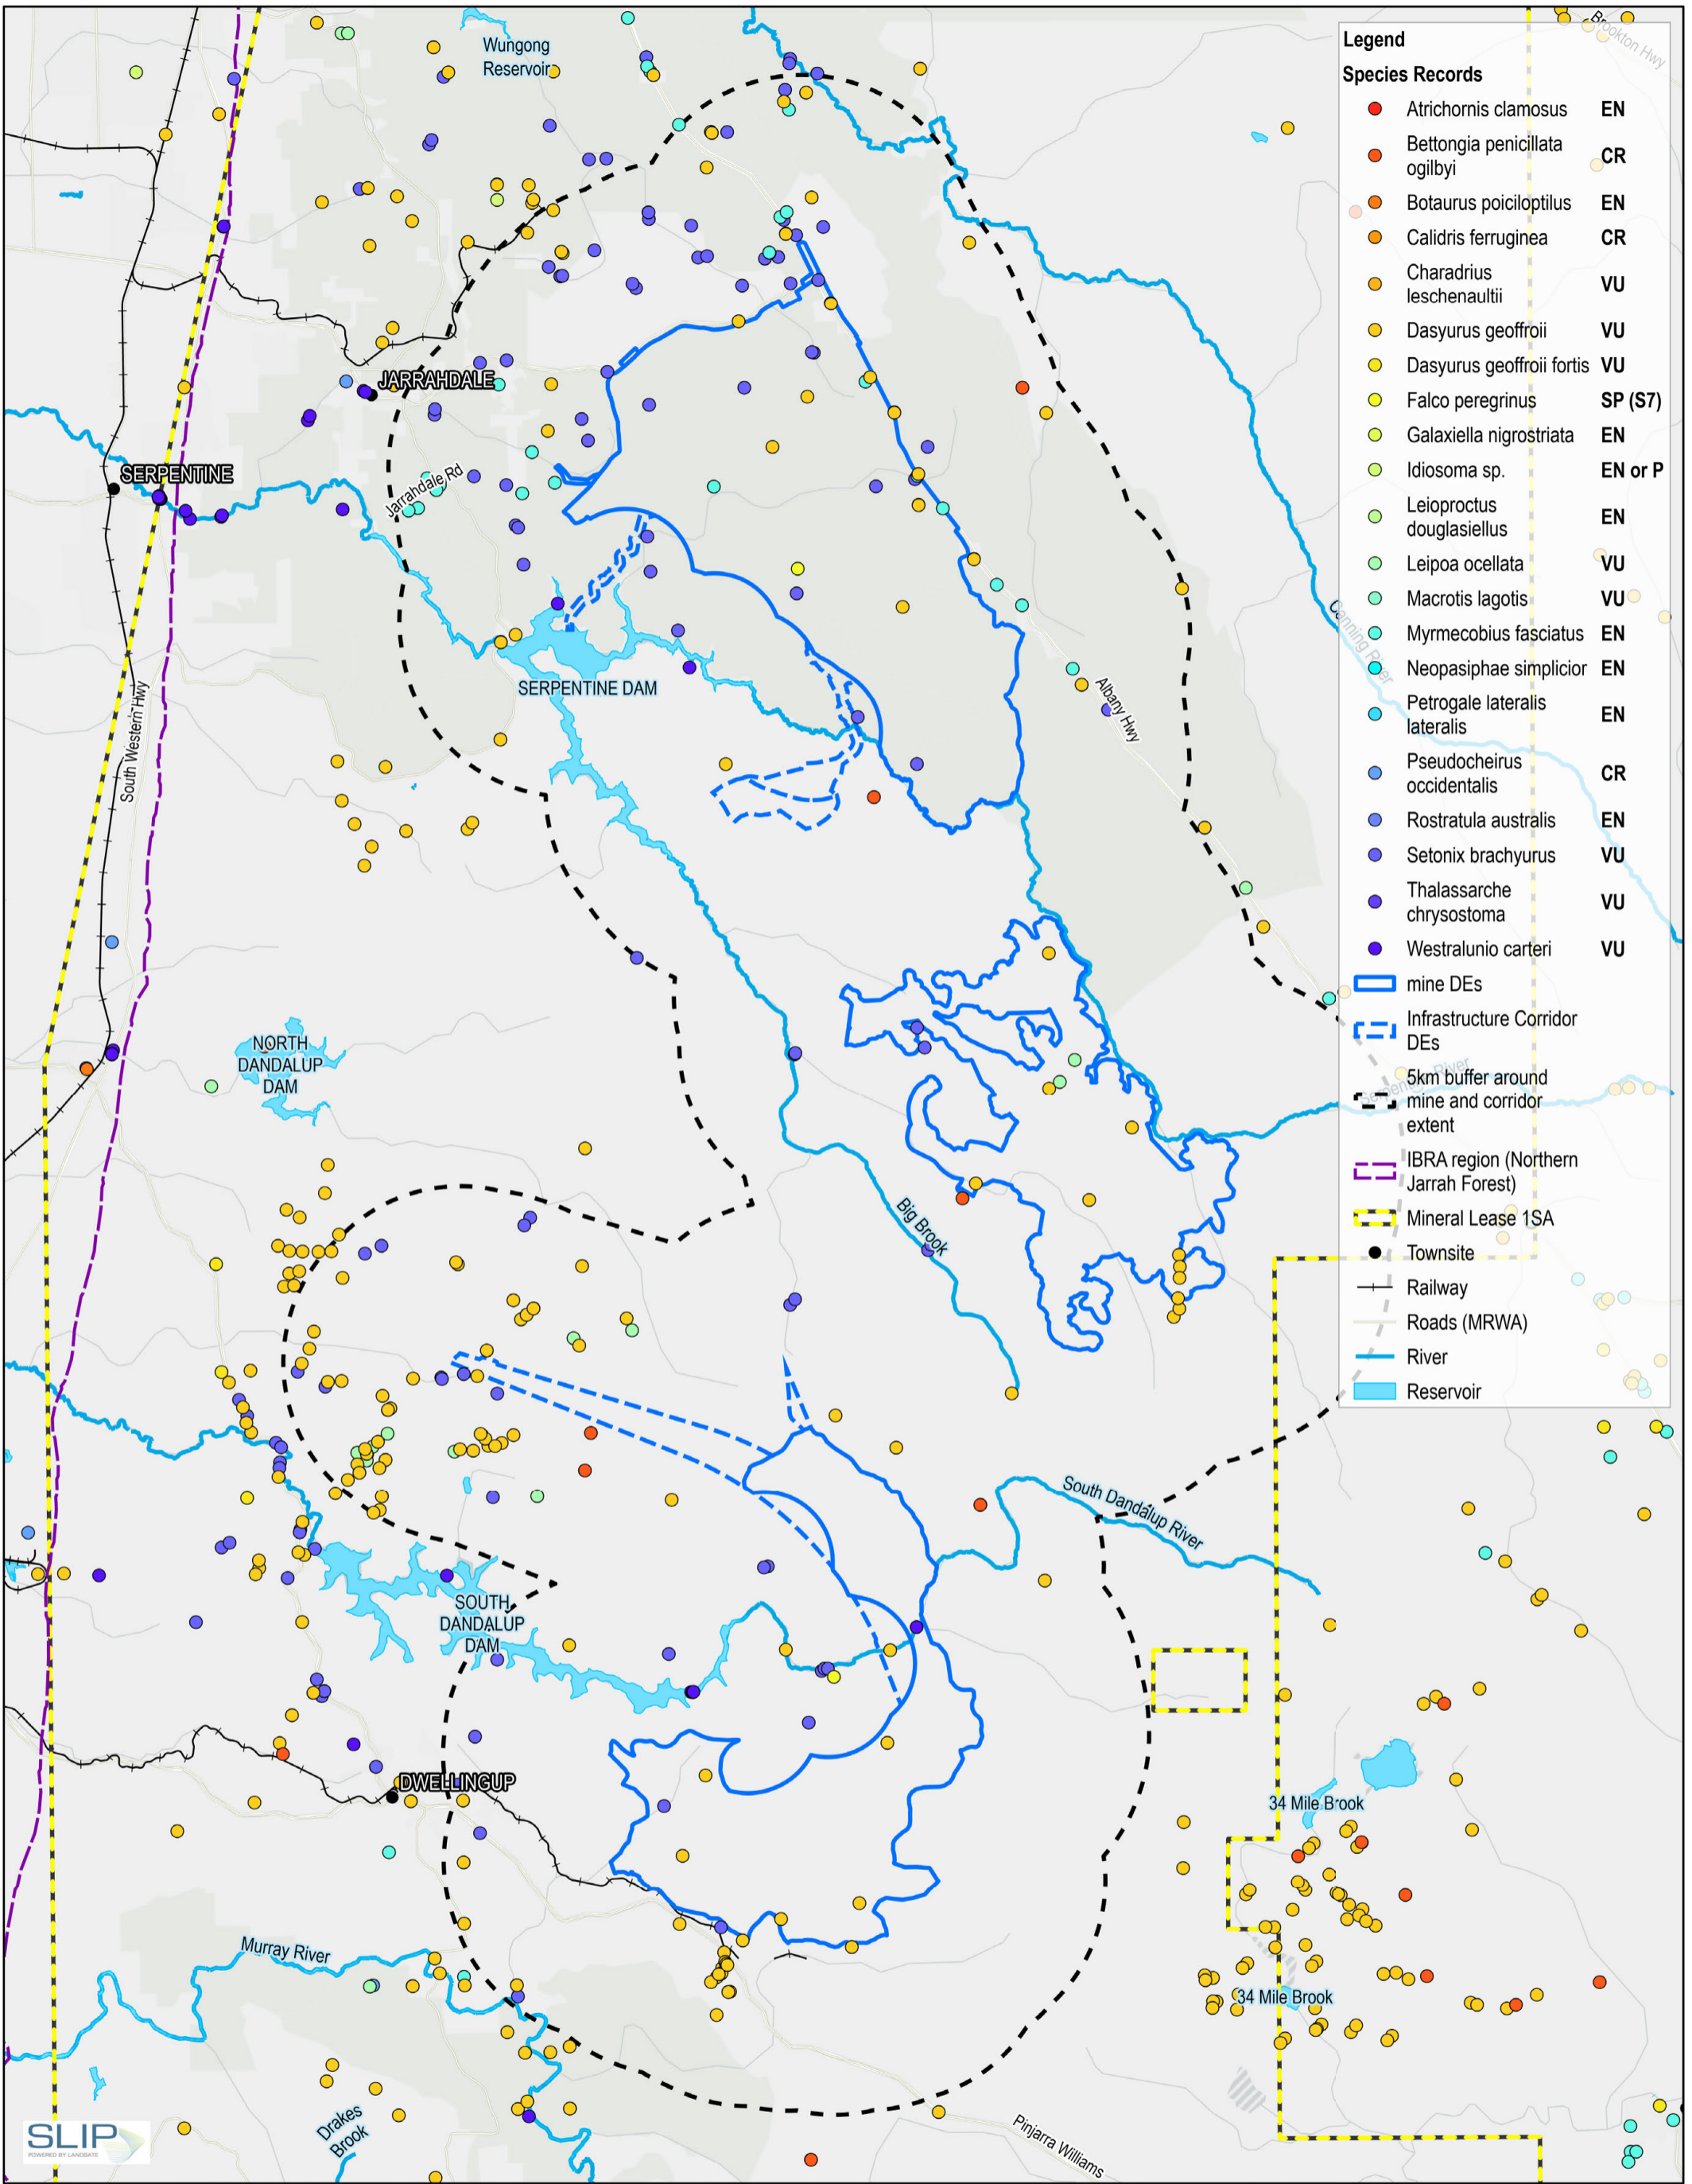 Wungong
Reservoir
Brookton Hwy
Legend
Species Records
Atrichornis clamosus EN
Bettongia penicillata
ogilbyi CR
Botaurus poiciloptilus EN
Calidris ferruginea CR
Charadrius
leschenaultii VU
Dasyurus geoffroii VU
Dasyurus geoffroii fortis VU
Falco peregrinus SP (S7)
Galaxiella nigrostriata EN
Idiosoma sp. EN or P
Leioproctus
douglasiellus EN
Leipoa ocellata VU
Macrotis lagotis VU
Myrmecobius fasciatus EN
Neopasiphae simplicior EN
Petrogale lateralis
lateralis EN
Pseudocheirus
occidentalis CR
Rostratula australis EN
Setonix brachyurus VU
Thalassarche
chrysostoma VU
Westralunio carteri VU
mine DEs
Infrastructure Corridor
DEs
5km buffer around
mine and corridor
extent
IBRA region (Northern
Jarrah Forest)
Mineral Lease 1SA
Townsite
Railway
Roads (MRWA)
River
Reservoir
JARRAHDALE
SERPENTINE
Jarrahdale Rd
SERPENTINE DAM
South Western Hwy
Albany Hwy
Canning River
Serpentine River
NORTH
DANDALUP
DAM
Big Brook
South Dandalup River
SOUTH
DANDALUP
DAM
DWELLINGUP
34 Mile Brook
34 Mile Brook
Murray River
Drakes
Brook
Pinjarra Williams
SLIP
POWERED BY LANDGATE